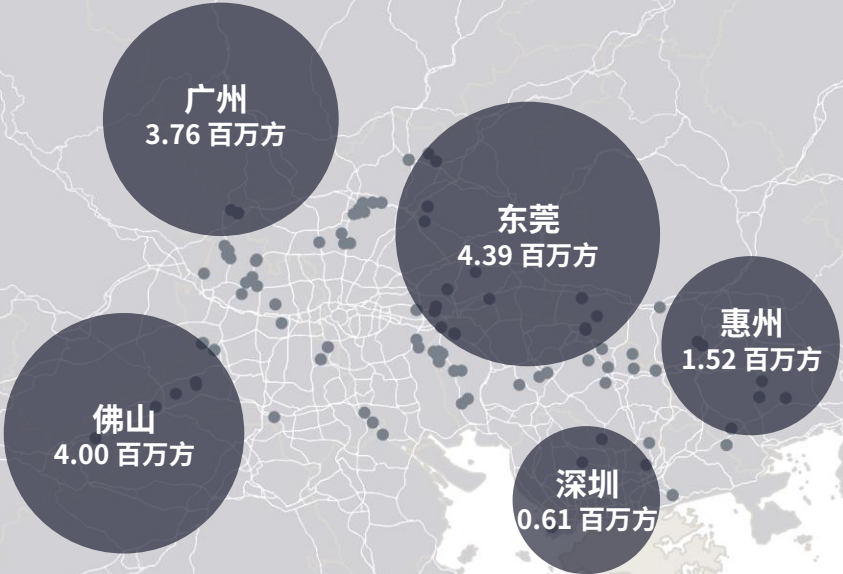 广州
3.76 百万方
东莞
4.39 百万方
惠州
1.52 百万方
佛山
4.00 百万方
深圳
0.61 百万方